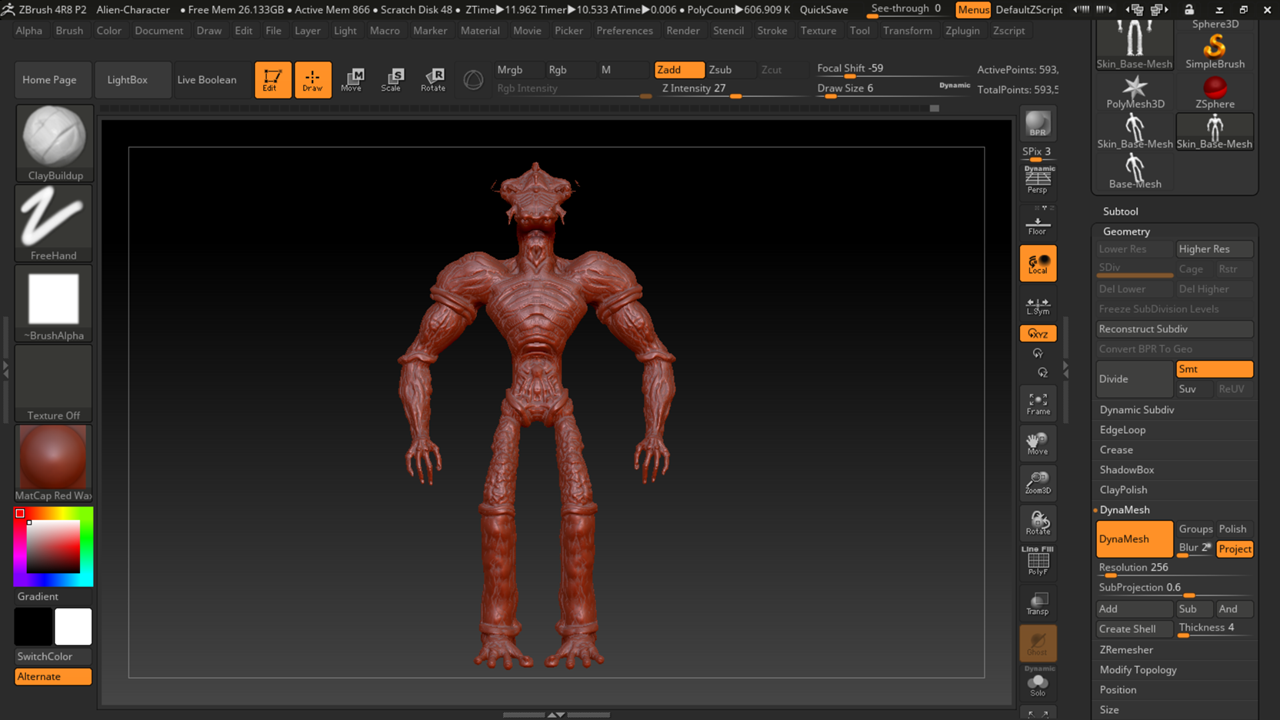 ZBrush 4R8 P2 Alien-Character • Free Mem 26.133GB • Active Mem 866 • Scratch Disk 48 • ZTime▶11.962 Timer▶10.533 ATime▶0.006 • PolyCount▶606.909 K QuickSave See-through 0 Menus DefaultZScript
Alpha Brush Color Document Draw Edit File Layer Light Macro Marker Material Movie Picker Preferences Render Stencil Stroke Texture Tool Transform Zplugin Zscript
Home Page LightBox Live Boolean Edit Draw Move Scale Rotate
M S R
Mrgb Rgb M Zadd Zsub Zcut Focal Shift -59 ActivePoints: 593,
Rgb Intensity Z Intensity 27 Draw Size 6 Dynamic TotalPoints: 593,5
ClayBuildup
FreeHand
~BrushAlpha
Texture Off
MatCap Red Wax
Gradient
SwitchColor
Alternate
BPR
SPix 3
Dynamic
Persp
Floor
Local
L.Sym
XYZ
Y
Z
Frame
Move
Zoom3D
Rotate
Line Fill
PolyF
Transp
Ghost
Dynamic
Solo
Sphere3D
Skin_Base-Mesh SimpleBrush
PolyMesh3D ZSphere
Skin_Base-Mesh Skin_Base-Mesh
Base-Mesh
Subtool
Geometry
Lower Res Higher Res
SDiv Cage Rstr
Del Lower Del Higher
Freeze SubDivision Levels
Reconstruct Subdiv
Convert BPR To Geo
Divide Smt
Suv ReUV
Dynamic Subdiv
EdgeLoop
Crease
ShadowBox
ClayPolish
DynaMesh
DynaMesh Groups Polish
Blur 2 Project
Resolution 256
SubProjection 0.6
Add Sub And
Create Shell Thickness 4
ZRemesher
Modify Topology
Position
Size